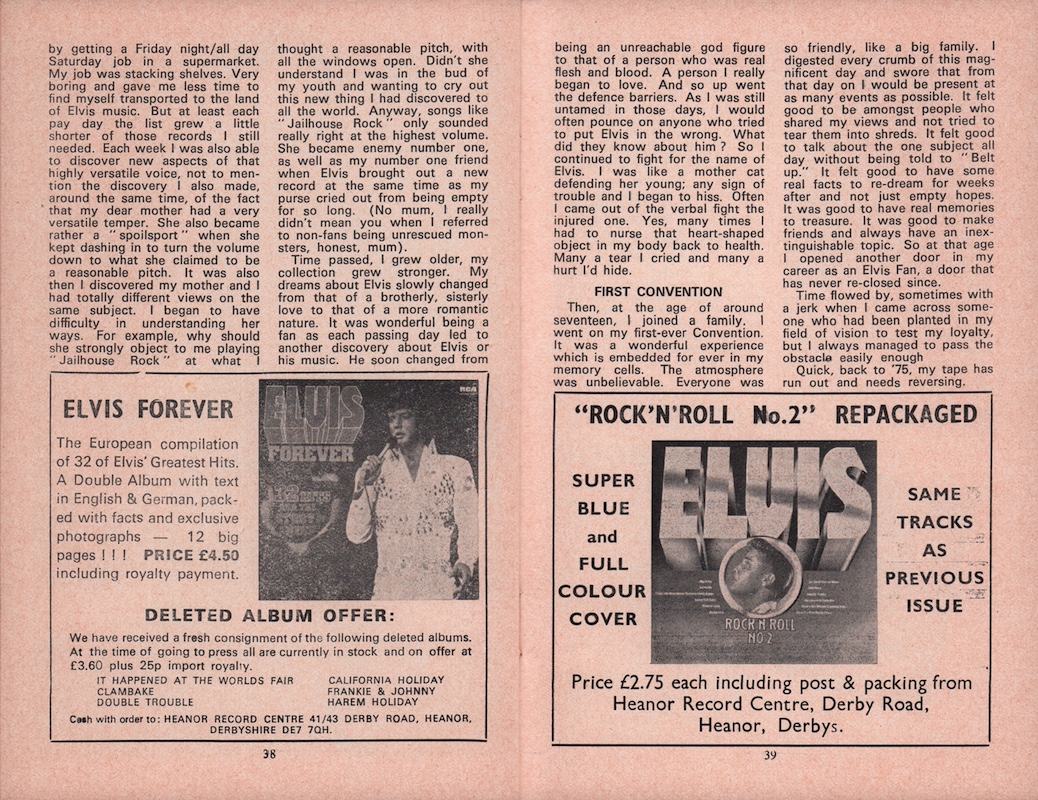 by getting a Friday night/all day
Saturday job in a supermarket.
My job was stacking shelves. Very
boring and gave me less time to
find myself transported to the land
of Elvis music. But at least each
pay day the list grew a little
shorter of those records I still
needed. Each week I was also able
to discover new aspects of that
highly versatile voice, not to men-
tion the discovery I also made,
around the same time, of the fact
that my dear mother had a very
versatile temper. She also became
rather a "spoilsport" when she
kept dashing in to turn the volume
down to what she claimed to be
a reasonable pitch. It was also
then I discovered my mother and I
had totally different views on the
same subject. I began to have
difficulty in understanding her
ways. For example, why should
she strongly object to me playing
"Jailhouse Rock" at what I
thought a reasonable pitch, with
all the windows open. Didn't she
understand I was in the bud of
my youth and wanting to cry out
this new thing I had discovered to
all the world. Anyway, songs like
"Jailhouse Rock" only sounded
really right at the highest volume.
She became enemy number one,
as well as my number one friend
when Elvis brought out a new
record at the same time as my
purse cried out from being empty
for so long. (No mum, I really
didn't mean you when I referred
to non-fans being unrescued mon-
sters, honest, mum).
Time passed, I grew older, my
collection grew stronger. My
dreams about Elvis slowly changed
from that of a brotherly, sisterly
love to that of a more romantic
nature. It was wonderful being a
fan as each passing day led to
another discovery about Elvis or
his music. He soon changed from
ELVIS FOREVER
The European compilation
of 32 of Elvis' Greatest Hits.
A Double Album with text
in English & German, pack-
ed with facts and exclusive
photographs — 12 big
pages ! ! ! PRICE £4.50
including royalty payment.
RCA
ELVIS
FOREVER
32 HITS
DELETED ALBUM OFFER:
We have received a fresh consignment of the following deleted albums.
At the time of going to press all are currently in stock and on offer at
£3.60 plus 25p import royalty.
IT HAPPENED AT THE WORLDS FAIR
CLAMBAKE
DOUBLE TROUBLE
CALIFORNIA HOLIDAY
FRANKIE & JOHNNY
HAREM HOLIDAY
Cash with order to: HEANOR RECORD CENTRE 41/43 DERBY ROAD, HEANOR,
DERBYSHIRE DE7 7QH.
38
being an unreachable god figure
to that of a person who was real
flesh and blood. A person I really
began to love. And so up went
the defence barriers. As I was still
untamed in those days, I would
often pounce on anyone who tried
to put Elvis in the wrong. What
did they know about him? So I
continued to fight for the name of
Elvis. I was like a mother cat
defending her young; any sign of
trouble and I began to hiss. Often
I came out of the verbal fight the
injured one. Yes, many times I
had to nurse that heart-shaped
object in my body back to health.
Many a tear I cried and many a
hurt I'd hide.
FIRST CONVENTION
Then, at the age of around
seventeen, I joined a family. I
went on my first-ever Convention.
It was a wonderful experience
which is embedded for ever in my
memory cells. The atmosphere
was unbelievable. Everyone was
so friendly, like a big family. I
digested every crumb of this mag-
nificent day and swore that from
that day on I would be present at
as many events as possible. It felt
good to be amongst people who
shared my views and not tried to
tear them into shreds. It felt good
to talk about the one subject all
day without being told to "Belt
up." It felt good to have some
real facts to re-dream for weeks
after and not just empty hopes.
It was good to have real memories
to treasure. It was good to make
friends and always have an inex-
tinguishable topic. So at that age
I opened another door in my
career as an Elvis Fan, a door that
has never re-closed since.
Time flowed by, sometimes with
a jerk when I came across some-
one who had been planted in my
field of vision to test my loyalty,
but I always managed to pass the
obstacle easily enough
Quick, back to '75, my tape has
run out and needs reversing.
"ROCK'N'ROLL No.2" REPACKAGED
SUPER
BLUE
and
FULL
COLOUR
COVER
ELVIS
ROCK N ROLL
NO 2
SAME
TRACKS
AS
PREVIOUS
ISSUE
Price £2.75 each including post & packing from
Heanor Record Centre, Derby Road,
Heanor, Derbys.
39